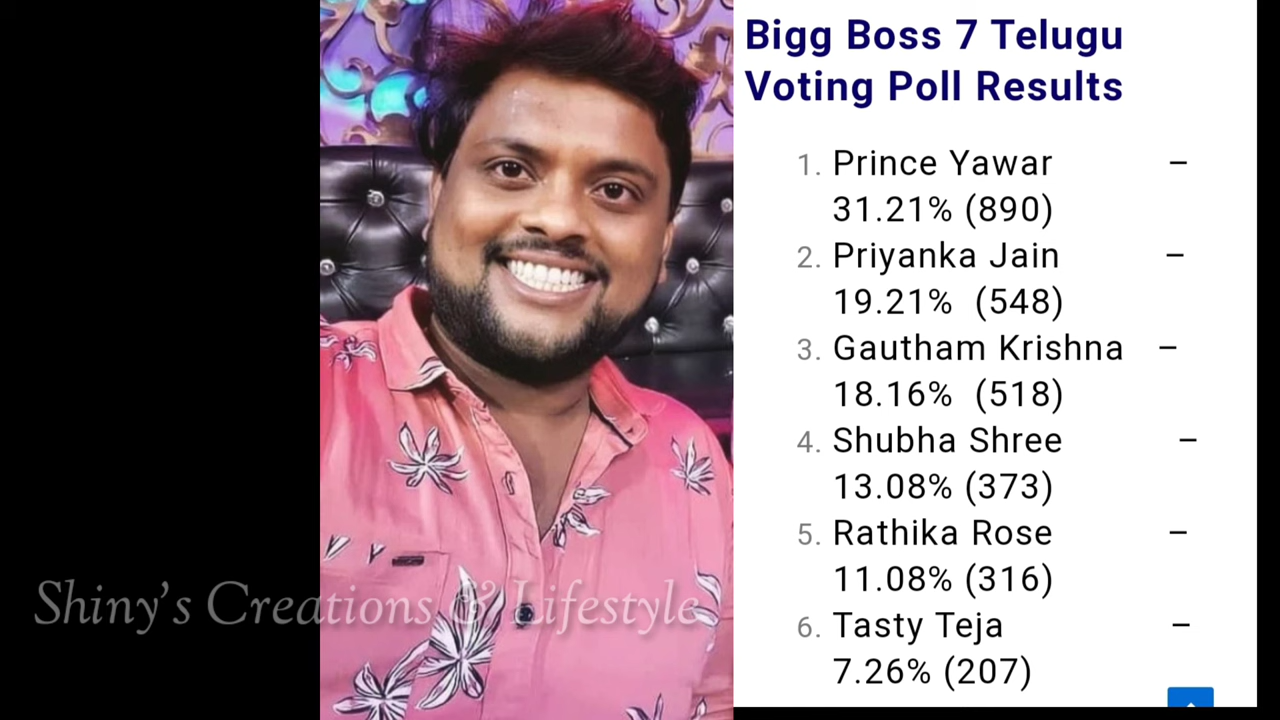 Bigg Boss 7 Telugu
Voting Poll Results
1. Prince Yawar –
31.21% (890)
2. Priyanka Jain –
19.21% (548)
3. Gautham Krishna –
18.16% (518)
4. Shubha Shree –
13.08% (373)
5. Rathika Rose –
11.08% (316)
6. Tasty Teja –
7.26% (207)
Shiny's Creations & Lifestyle